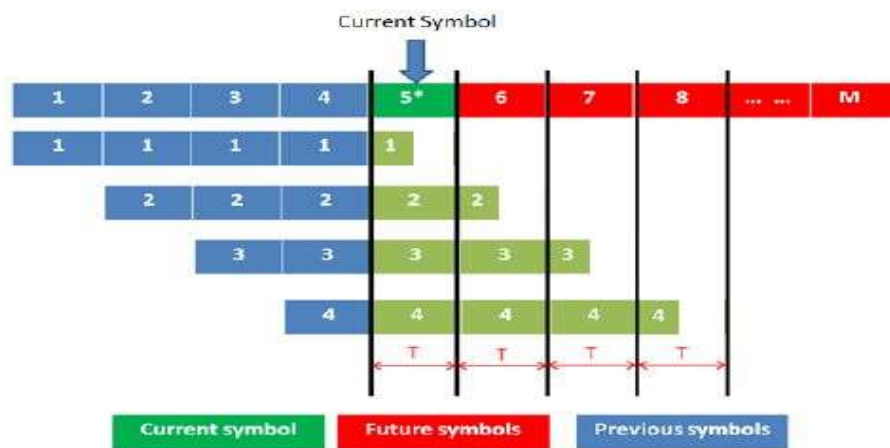 Current Symbol
1 2 3 4 5* 6 7 8 ... ... M
1 1 1 1 1
2 2 2 2 2
3 3 3 3 3
4 4 4 4 4
T T T T
Current symbol Future symbols Previous symbols